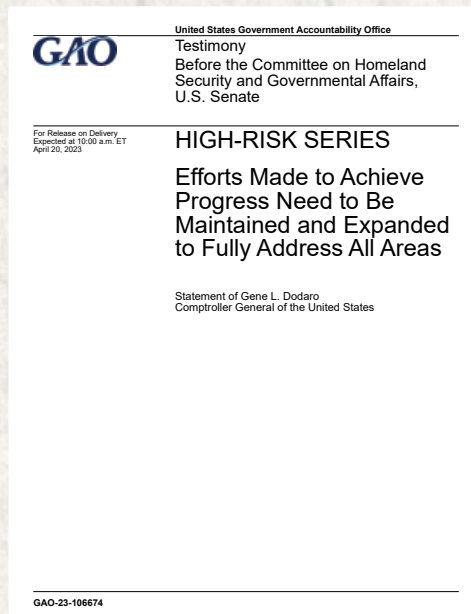 United States Government Accountability Office
GAO
Testimony
Before the Committee on Homeland
Security and Governmental Affairs,
U.S. Senate
For Release on Delivery
Expected at 10:00 a.m. ET
April 20, 2023
HIGH-RISK SERIES
Efforts Made to Achieve
Progress Need to Be
Maintained and Expanded
to Fully Address All Areas
Statement of Gene L. Dodaro
Comptroller General of the United States
GAO-23-106674